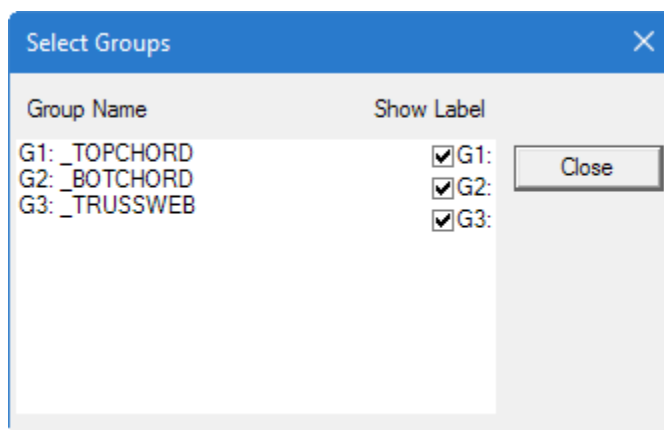 Select Groups
Group Name Show Label
G1: _TOPCHORD G1:
G2: _BOTCHORD G2:
G3: _TRUSSWEB G3:
Close